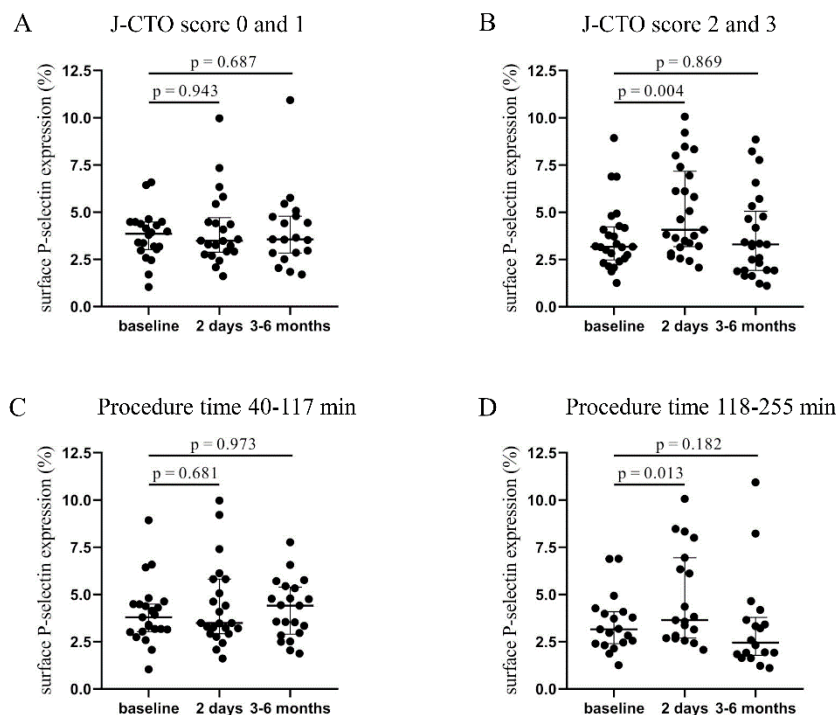 A
J-CTO score 0 and 1
surface P-selectin expression (%)
12.5
10.0
7.5
5.0
2.5
0.0
p = 0.687
p = 0.943
baseline 2 days 3-6 months
B
J-CTO score 2 and 3
surface P-selectin expression (%)
12.5
10.0
7.5
5.0
2.5
0.0
p = 0.869
p = 0.004
baseline 2 days 3-6 months
C
Procedure time 40-117 min
surface P-selectin expression (%)
12.5
10.0
7.5
5.0
2.5
0.0
p = 0.973
p = 0.681
baseline 2 days 3-6 months
D
Procedure time 118-255 min
surface P-selectin expression (%)
12.5
10.0
7.5
5.0
2.5
0.0
p = 0.182
p = 0.013
baseline 2 days 3-6 months